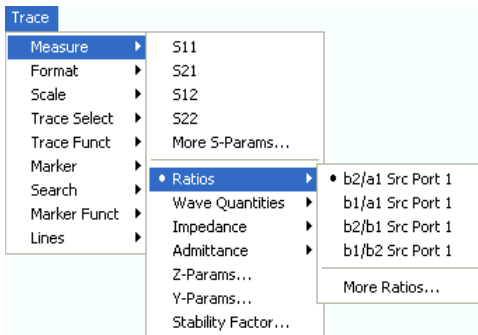 Trace
Measure
Format
Scale
Trace Select
Trace Funct
Marker
Search
Marker Funct
Lines
S11
S21
S12
S22
More S-Params...
Ratios
Wave Quantities
Impedance
Admittance
Z-Params...
Y-Params...
Stability Factor...
b2/a1 Src Port 1
b1/a1 Src Port 1
b2/b1 Src Port 1
b1/b2 Src Port 1
More Ratios...